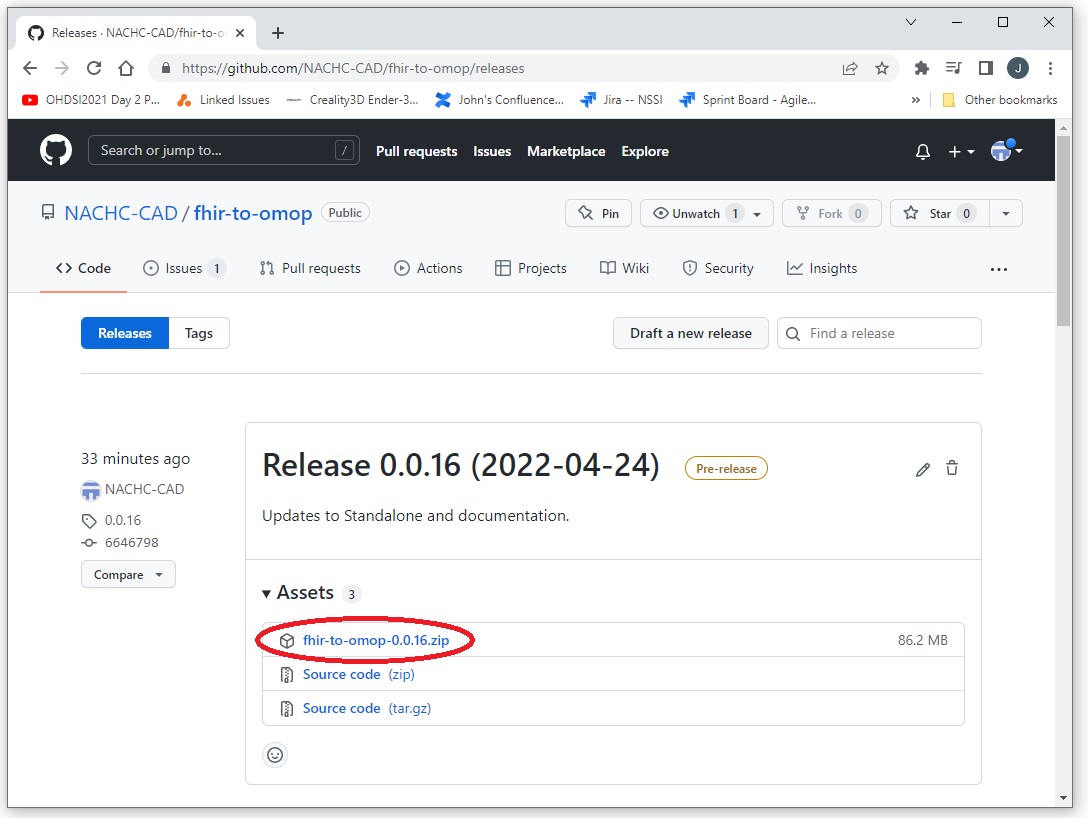 Releases · NACHC-CAD/fhir-to-o
https://github.com/NACHC-CAD/fhir-to-omop/releases
J
OHDSI2021 Day 2 P... Linked Issues Creality3D Ender-3... John's Confluence... Jira -- NSSI Sprint Board - Agile... » Other bookmarks
Search or jump to... / Pull requests Issues Marketplace Explore
NACHC-CAD / fhir-to-omop Public Pin Unwatch 1 Fork 0 Star 0
Code Issues 1 Pull requests Actions Projects Wiki Security Insights
Releases Tags Draft a new release Find a release
33 minutes ago
NACHC-CAD
0.0.16
6646798
Compare
Release 0.0.16 (2022-04-24) Pre-release
Updates to Standalone and documentation.
Assets 3
fhir-to-omop-0.0.16.zip 86.2 MB
Source code (zip)
Source code (tar.gz)